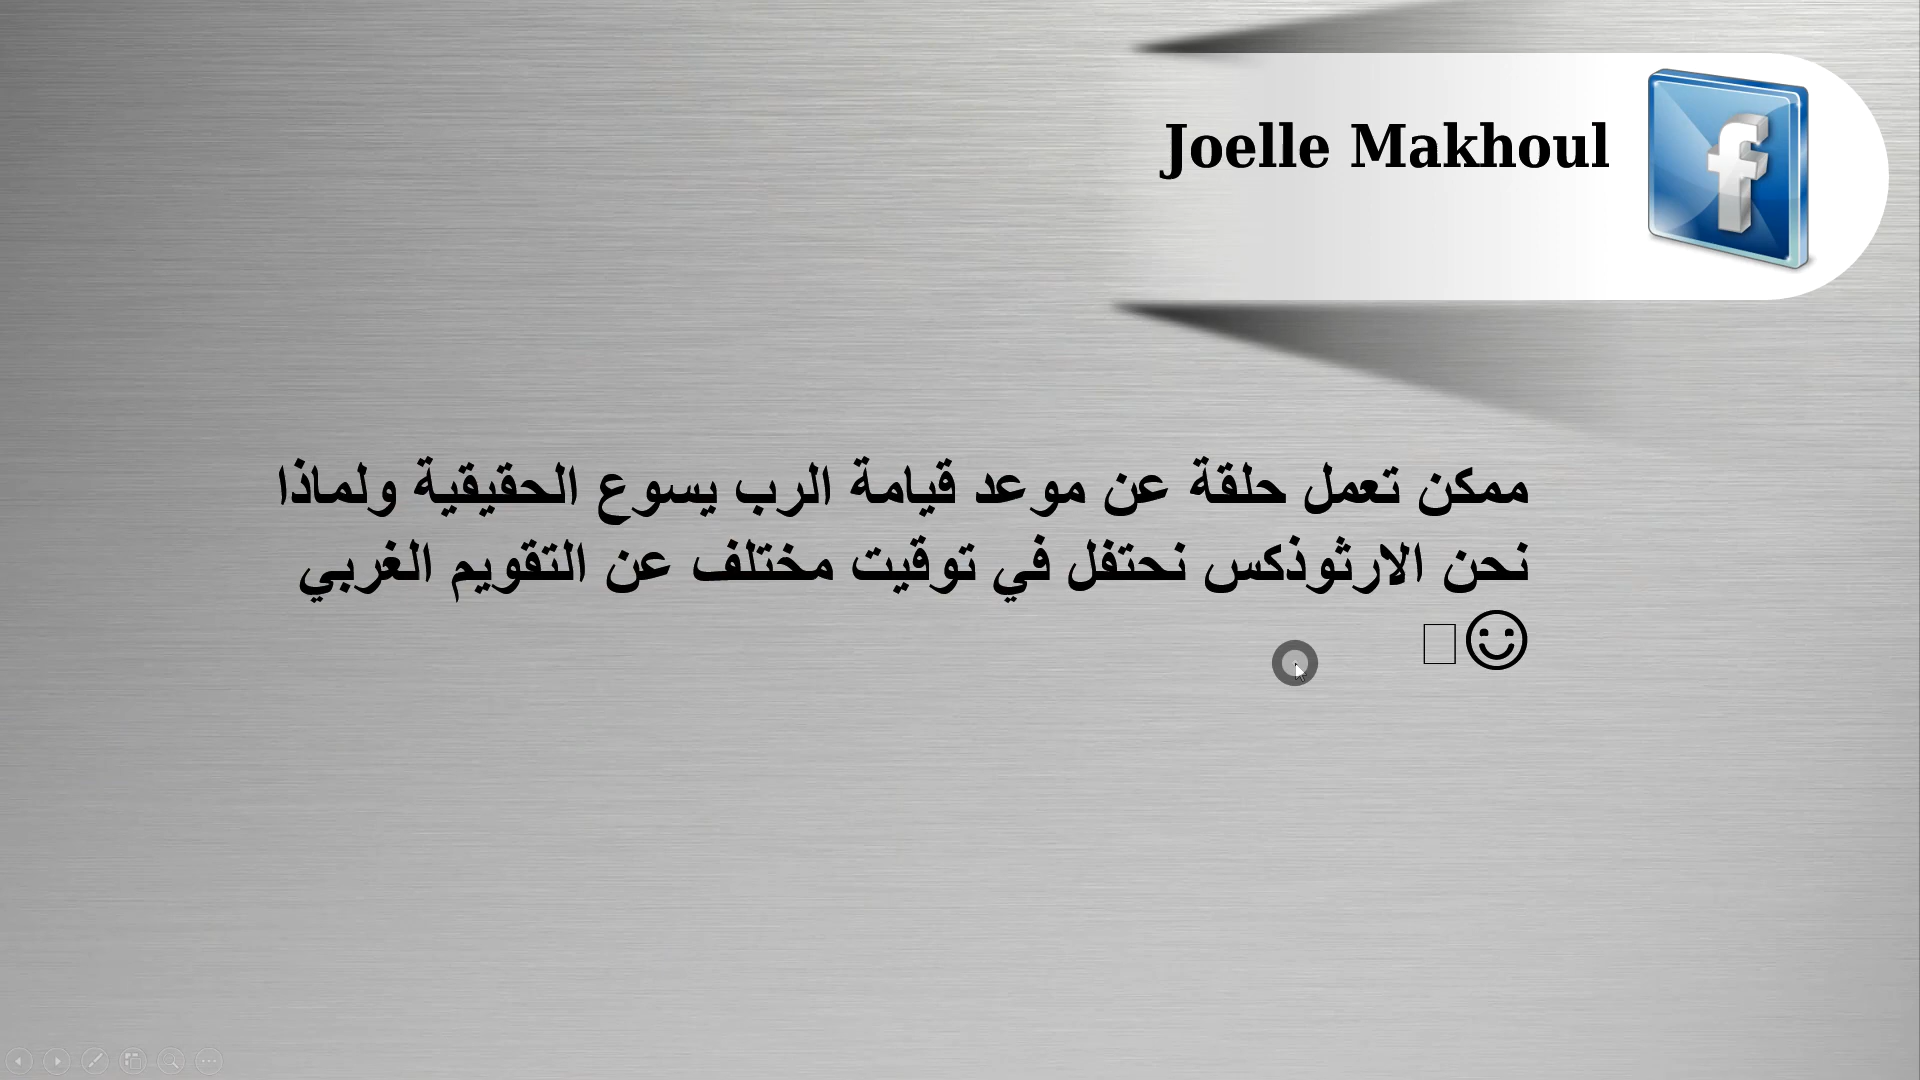 Joelle Makhoul
ممكن تعمل حلقة عن موعد قيامة الرب يسوع الحقيقية ولماذا
نحن الارثوذكس نحتفل في توقيت مختلف عن التقويم الغربي
☺